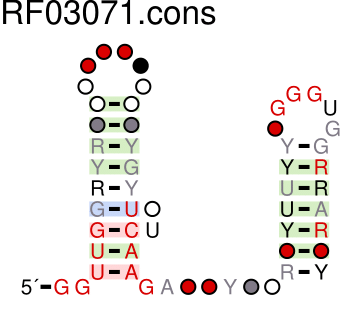 RF03071.cons
G G
G U
G
R Y Y G
Y G Y R
R Y U R
G U U A
G C U Y R
U A
U A R Y
5´ G G G A Y